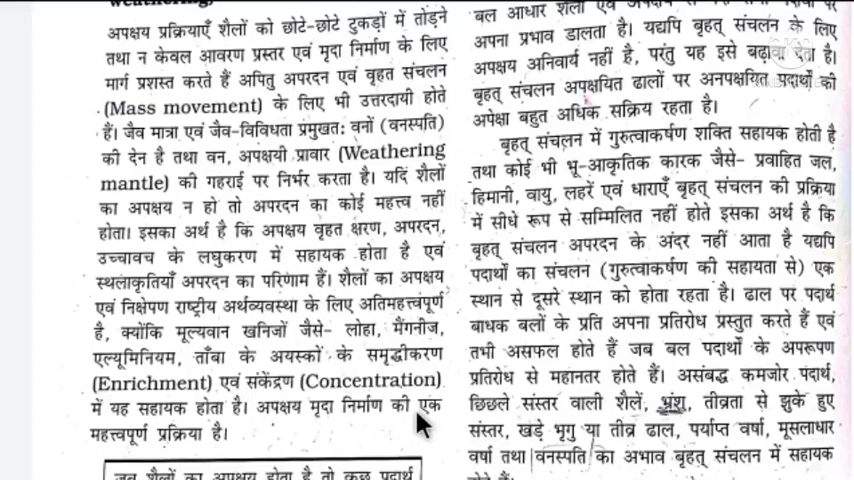 weathering)
अपक्षय प्रक्रियाएँ शैलों को छोटे-छोटे टुकड़ों में तोड़ने
तथा न केवल आवरण प्रस्तर एवं मृदा निर्माण के लिए
मार्ग प्रशस्त करते हैं अपितु अपरदन एवं वृहत संचलन
(Mass movement) के लिए भी उत्तरदायी होते
हैं। जैव मात्रा एवं जैव-विविधता प्रमुखत: वनों (वनस्पति)
की देन है तथा वन, अपक्षयी प्रावार (Weathering
mantle) की गहराई पर निर्भर करता है। यदि शैलों
का अपक्षय न हो तो अपरदन का कोई महत्त्व नहीं
होता। इसका अर्थ है कि अपक्षय वृहत क्षरण, अपरदन,
उच्चावच के लघुकरण में सहायक होता है एवं
स्थलाकृतियाँ अपरदन का परिणाम हैं। शैलों का अपक्षय
एवं निक्षेपण राष्ट्रीय अर्थव्यवस्था के लिए अतिमहत्त्वपूर्ण
है, क्योंकि मूल्यवान खनिजों जैसे- लोहा, मैंगनीज,
एल्यूमिनियम, ताँबा के अयस्कों के समृद्धीकरण
(Enrichment) एवं संकेंद्रण (Concentration)
में यह सहायक होता है। अपक्षय मृदा निर्माण की एक
महत्त्वपूर्ण प्रक्रिया है।
जब शैलों का अपक्षय होता है तो कुछ पदार्थ
बल आधार शैलों एवं
अपना प्रभाव डालता है। यद्यपि बृहत् संचलन के लिए
अपक्षय अनिवार्य नहीं है, परंतु यह इसे बढ़ावा देता है।
बृहत् संचलन अपक्षयित ढालों पर अनपक्षयित पदार्थों की
अपेक्षा बहुत अधिक सक्रिय रहता है।
बृहत् संचलन में गुरुत्वाकर्षण शक्ति सहायक होती है
तथा कोई भी भू-आकृतिक कारक जैसे- प्रवाहित जल,
हिमानी, वायु, लहरें एवं धाराएँ बृहत् संचलन की प्रक्रिया
में सीधे रूप से सम्मिलित नहीं होते इसका अर्थ है कि
बृहत् संचलन अपरदन के अंदर नहीं आता है यद्यपि
पदार्थों का संचलन (गुरुत्वाकर्षण की सहायता से) एक
स्थान से दूसरे स्थान को होता रहता है। ढाल पर पदार्थ
बाधक बलों के प्रति अपना प्रतिरोध प्रस्तुत करते हैं एवं
तभी असफल होते हैं जब बल पदार्थों के अपरूपण
प्रतिरोध से महानतर होते हैं। असंबद्ध कमजोर पदार्थ,
छिछले संस्तर वाली शैलें, भ्रंश, तीव्रता से झुके हुए
संस्तर, खड़े भृगु या तीव्र ढाल, पर्याप्त वर्षा, मूसलाधार
वर्षा तथा वनस्पति का अभाव बृहत् संचलन में सहायक